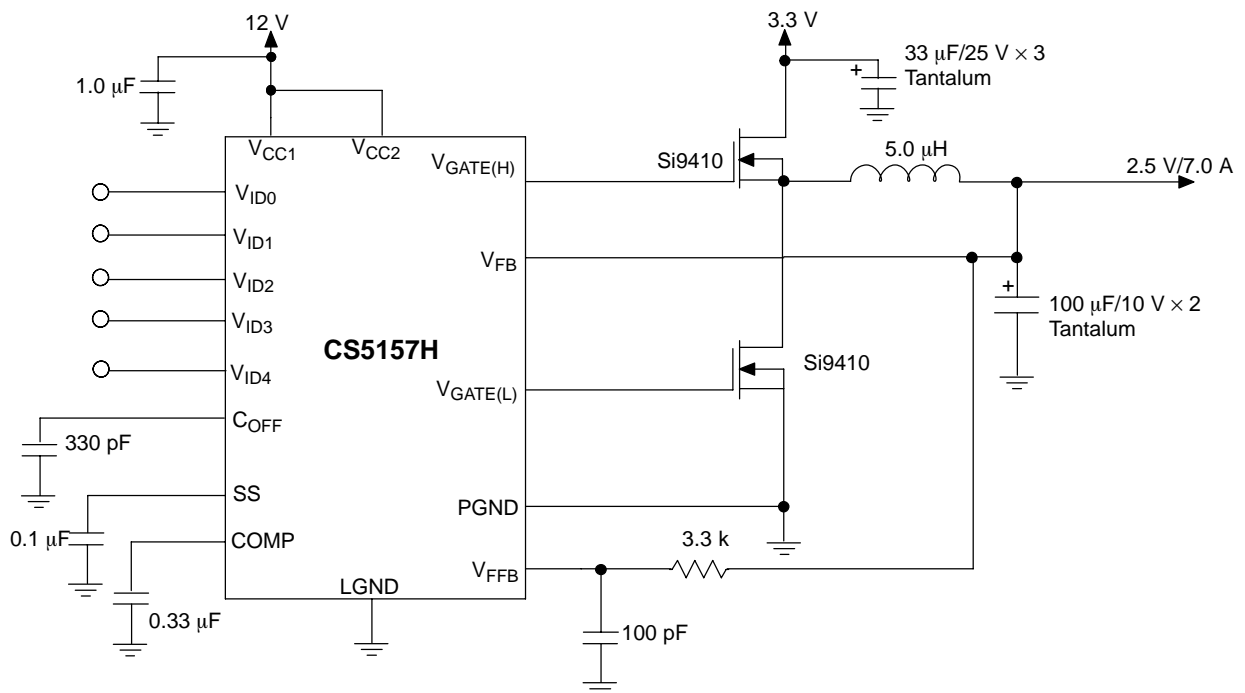 12 V
3.3 V
1.0 μF
33 μF/25 V × 3
Tantalum
VCC1
VCC2
VGATE(H)
Si9410
5.0 μH
2.5 V/7.0 A
VID0
VID1
VID2
VID3
VID4
VFB
100 μF/10 V × 2
Tantalum
CS5157H
Si9410
VGATE(L)
COFF
330 pF
SS
PGND
0.1 μF
COMP
3.3 k
VFFB
LGND
0.33 μF
100 pF
+
+